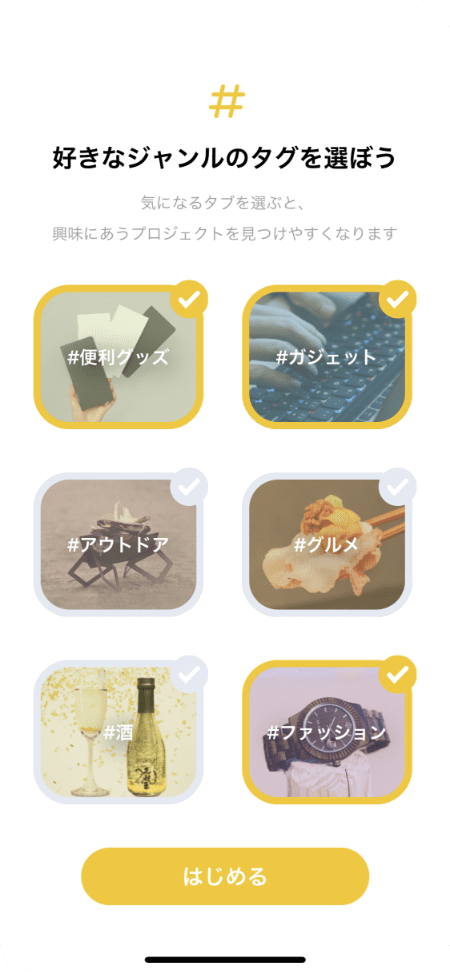 #
好きなジャンルのタグを選ぼう
気になるタブを選ぶと、
興味にあうプロジェクトを見つけやすくなります
#便利グッズ
#ガジェット
#アウトドア
#グルメ
#酒
#ファッション
はじめる